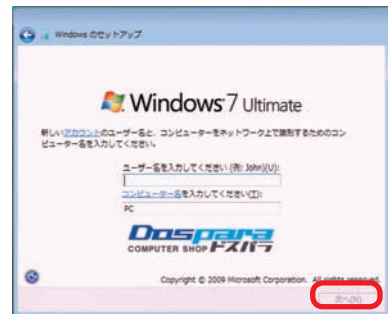 Windows のセットアップ
Windows 7 Ultimate
新しいアカウントのユーザー名と、コンピューターをネットワーク上で識別するためのコン
ピューター名を入力してください。
ユーザー名を入力してください (例: John)(U):
コンピューター名を入力してください(T):
PC
Dospara
COMPUTER SHOP ドスパラ
Copyright © 2009 Microsoft Corporation. All rights reserved.
次へ(N)